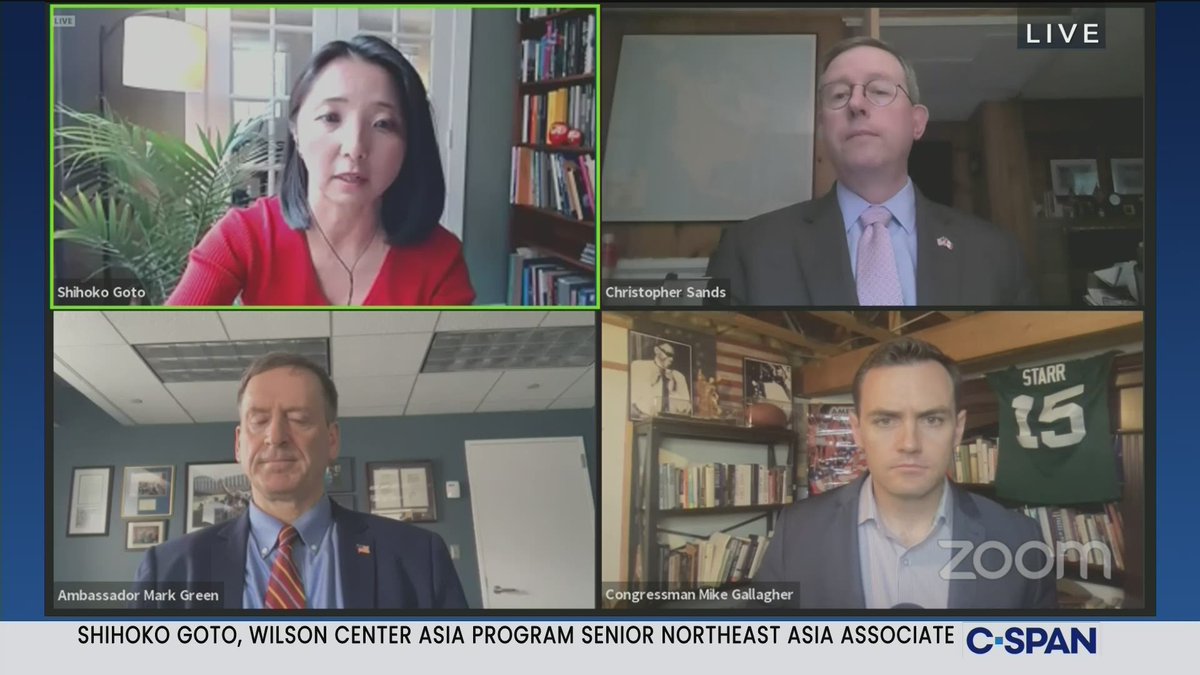 LIVE
LIVE
Shihoko Goto
Christopher Sands
STARR
15
Ambassador Mark Green
Congressman Mike Gallagher
zoom
SHIHOKO GOTO, WILSON CENTER ASIA PROGRAM SENIOR NORTHEAST ASIA ASSOCIATE
C-SPAN